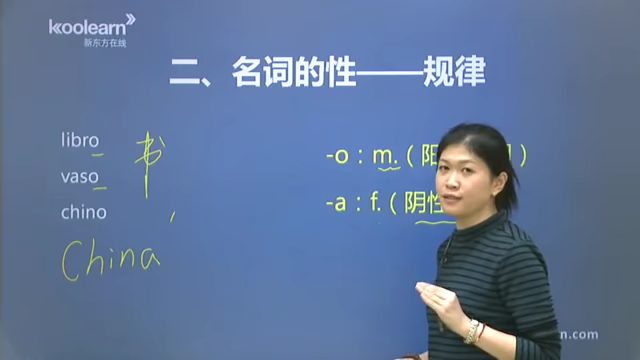 koolearn
新东方在线
二、名词的性——规律
libro
书
vaso
chino
China
-o：m.（阳
）
-a：f.（阴性
n.com